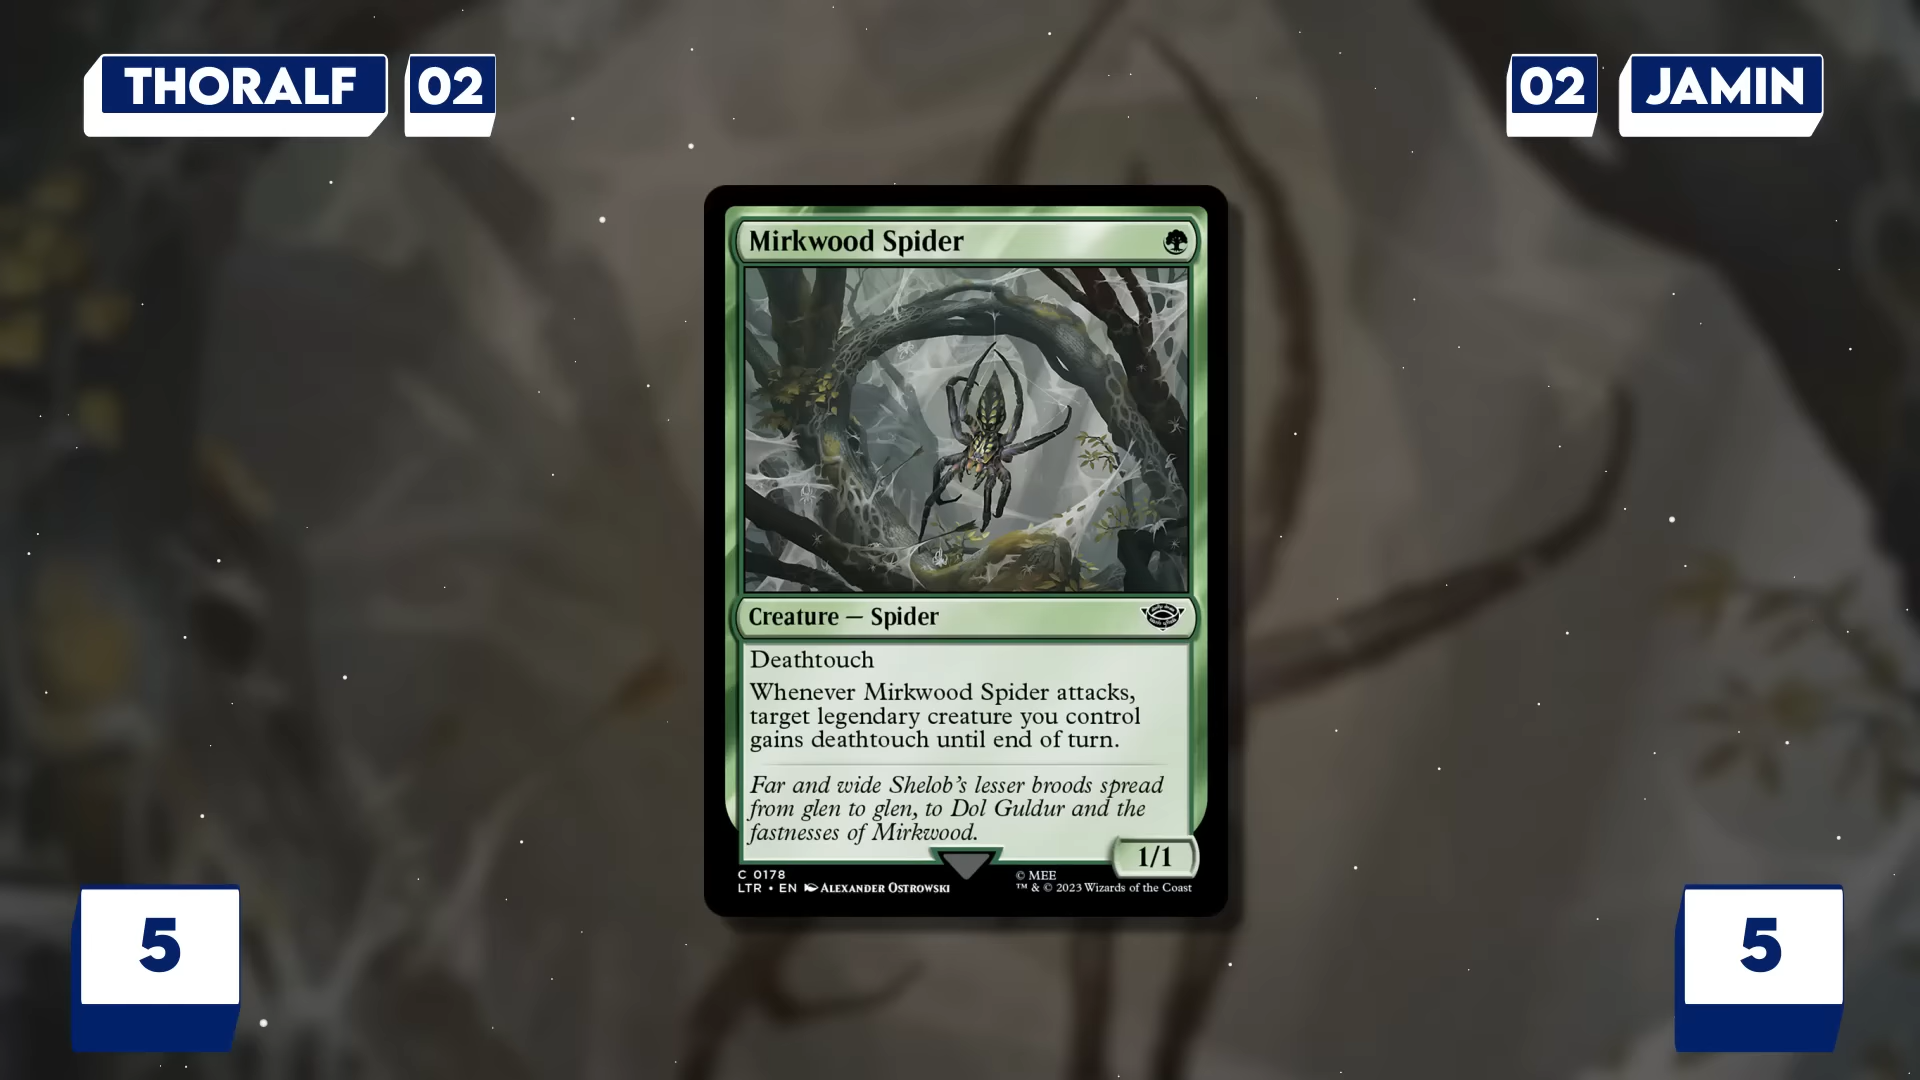 THORALF 02
02 JAMIN
Mirkwood Spider
Creature — Spider
Deathtouch
Whenever Mirkwood Spider attacks,
target legendary creature you control
gains deathtouch until end of turn.
Far and wide Shelob's lesser broods spread
from glen to glen, to Dol Guldur and the
fastnesses of Mirkwood.
1/1
C 0178
LTR • EN ALEXANDER OSTROWSKI
© MEE
™ & © 2023 Wizards of the Coast
5
5